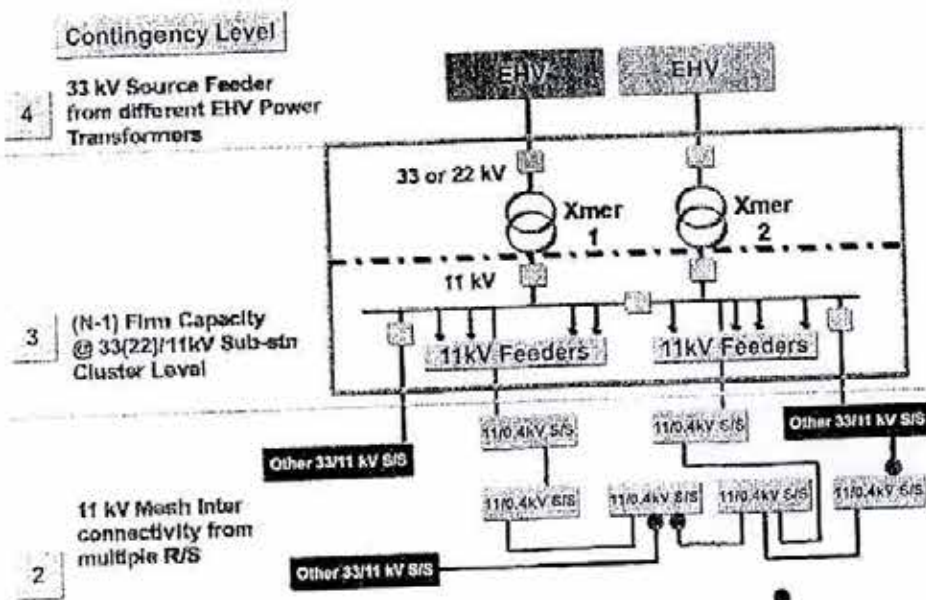 Contingency Level
4
33 kV Source Feeder
from different EHV Power
Transformers
EHV
EHV
33 or 22 kV
Xmer
1
Xmer
2
11 kV
3
(N-1) Firm Capacity
@ 33(22)/11kV Sub-stn
Cluster Level
11kV Feeders
11kV Feeders
11/0.4kV S/S
11/0.4kV S/S
Other 33/11 kV S/S
Other 33/11 kV S/S
11/0.4kV S/S
11/0.4kV S/S
11/0.4kV S/S
11/0.4kV S/S
2
11 kV Mesh Inter
connectivity from
multiple R/S
Other 33/11 kV S/S